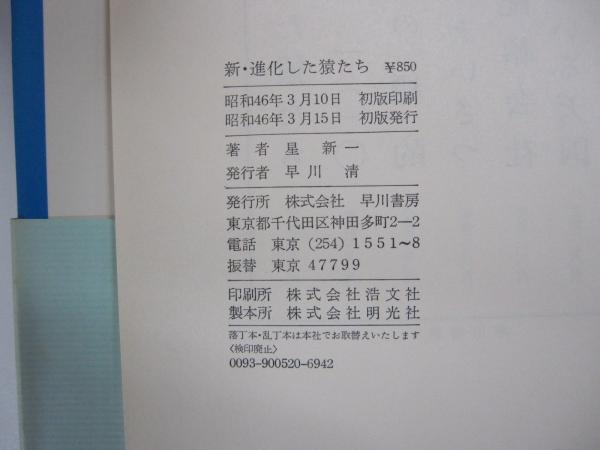 新・進化した猿たち ¥850
昭和46年3月10日 初版印刷
昭和46年3月15日 初版発行
著者 星新一
発行者 早川清
発行所 株式会社 早川書房
東京都千代田区神田多町2―2
電話 東京 (254) 1551〜8
振替 東京 47799
印刷所 株式会社浩文社
製本所 株式会社明光社
落丁本・乱丁本は本社でお取替えいたします
〈検印廃止〉
0093-900520-6942